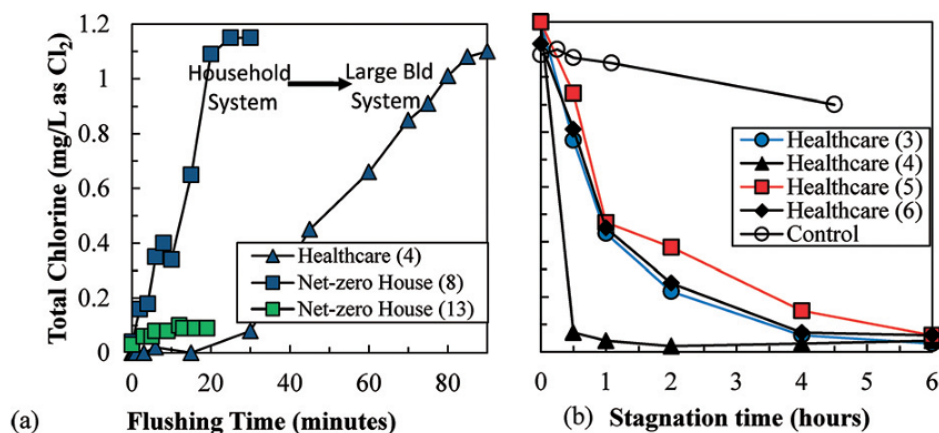 Total Chlorine (mg/L as Cl₂)
1.2
1
0.8
0.6
0.4
0.2
0
Household
System
Large Bld
System
Healthcare (4)
Net-zero House (8)
Net-zero House (13)
0 20 40 60 80
(a) Flushing Time (minutes)
Healthcare (3)
Healthcare (4)
Healthcare (5)
Healthcare (6)
Control
0 1 2 3 4 5 6
(b) Stagnation time (hours)